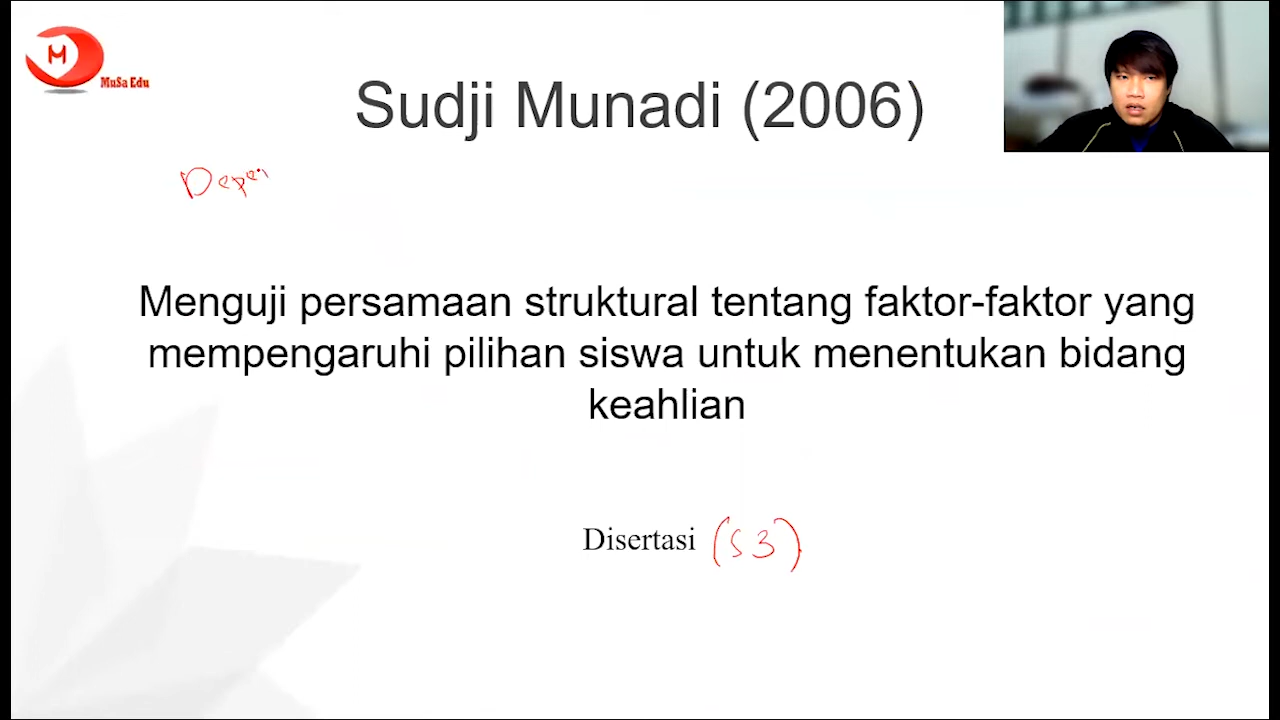 M
MuSa Edu
Sudji Munadi (2006)
Menguji persamaan struktural tentang faktor-faktor yang
mempengaruhi pilihan siswa untuk menentukan bidang
keahlian
Disertasi (S3)